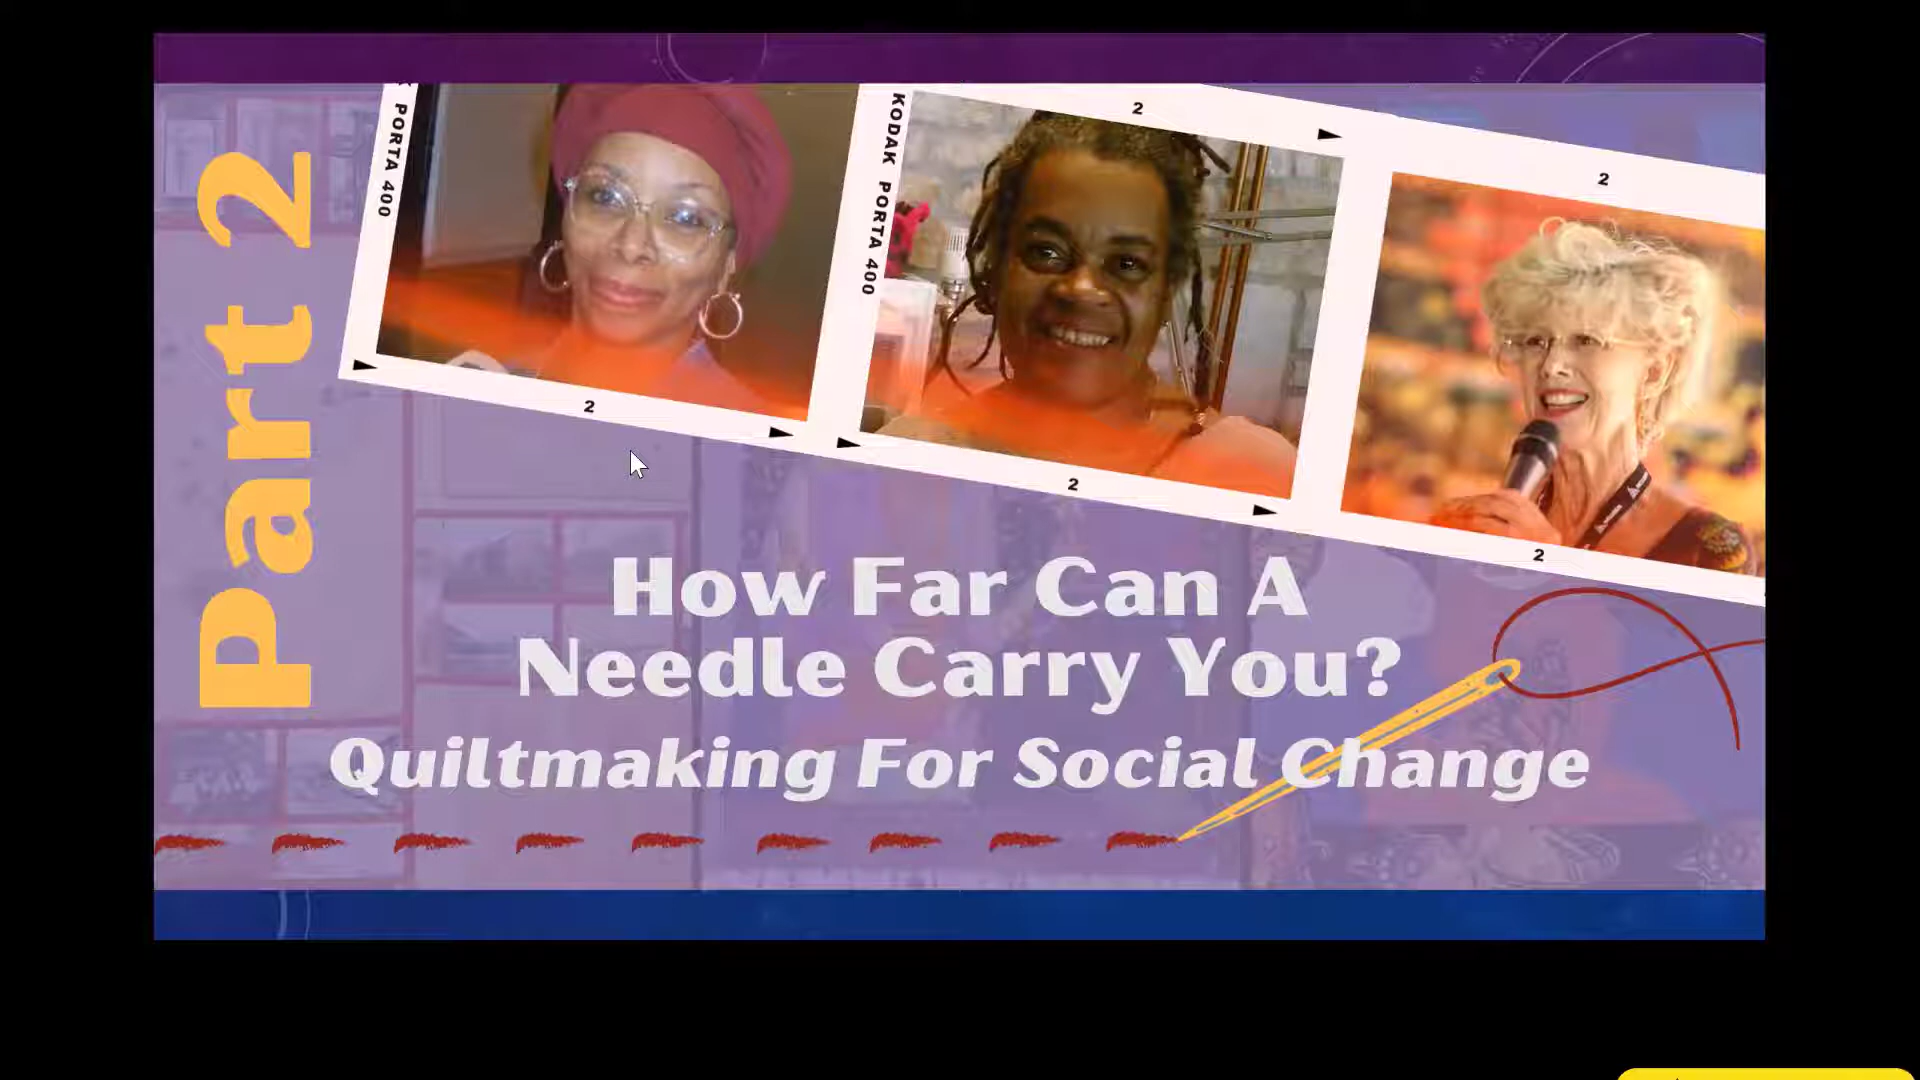 Part 2
PORTA 400
KODAK PORTA 400
2
2
2
2
2
How Far Can A
Needle Carry You?
Quiltmaking For Social Change